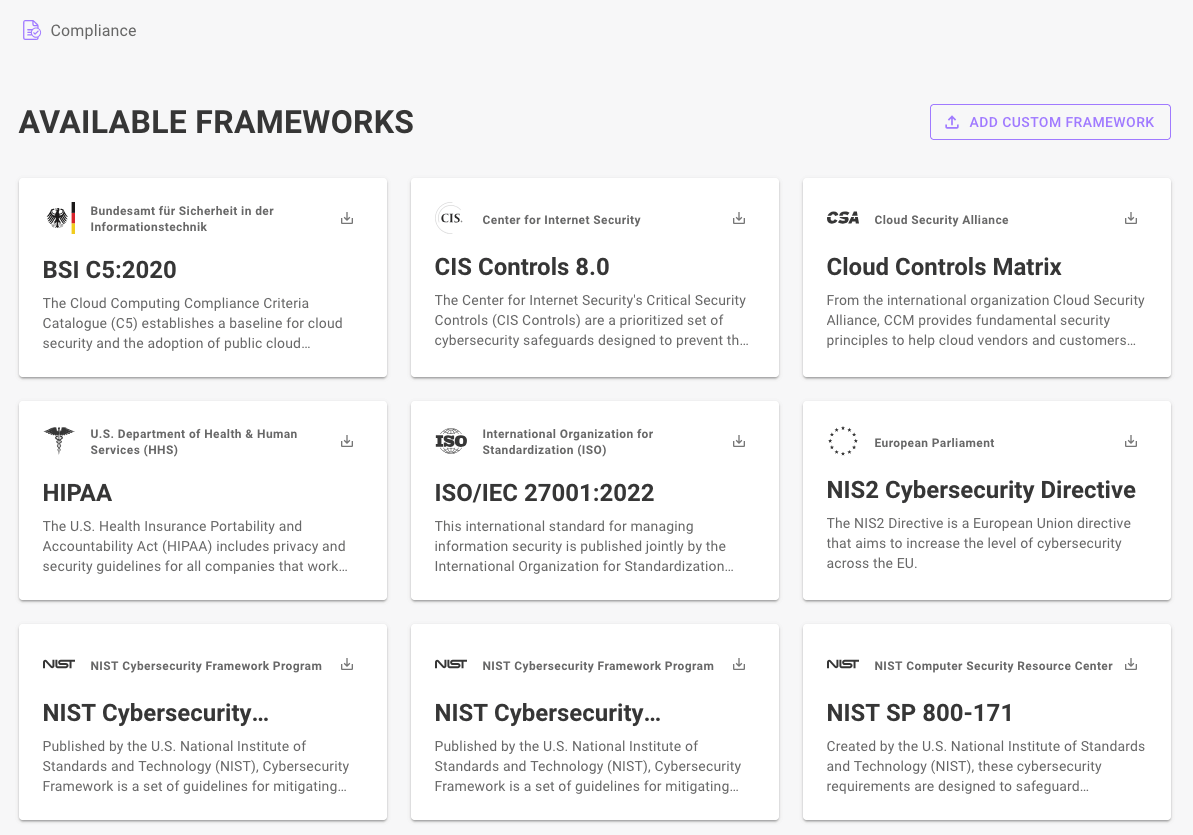 Compliance
AVAILABLE FRAMEWORKS
ADD CUSTOM FRAMEWORK
Bundesamt für Sicherheit in der
Informationstechnik
BSI C5:2020
The Cloud Computing Compliance Criteria
Catalogue (C5) establishes a baseline for cloud
security and the adoption of public cloud…
CIS.
Center for Internet Security
CIS Controls 8.0
The Center for Internet Security's Critical Security
Controls (CIS Controls) are a prioritized set of
cybersecurity safeguards designed to prevent th…
CSA
Cloud Security Alliance
Cloud Controls Matrix
From the international organization Cloud Security
Alliance, CCM provides fundamental security
principles to help cloud vendors and customers…
U.S. Department of Health & Human
Services (HHS)
HIPAA
The U.S. Health Insurance Portability and
Accountability Act (HIPAA) includes privacy and
security guidelines for all companies that work…
ISO
International Organization for
Standardization (ISO)
ISO/IEC 27001:2022
This international standard for managing
information security is published jointly by the
International Organization for Standardization…
European Parliament
NIS2 Cybersecurity Directive
The NIS2 Directive is a European Union directive
that aims to increase the level of cybersecurity
across the EU.
NIST
NIST Cybersecurity Framework Program
NIST Cybersecurity…
Published by the U.S. National Institute of
Standards and Technology (NIST), Cybersecurity
Framework is a set of guidelines for mitigating…
NIST
NIST Cybersecurity Framework Program
NIST Cybersecurity…
Published by the U.S. National Institute of
Standards and Technology (NIST), Cybersecurity
Framework is a set of guidelines for mitigating…
NIST
NIST Computer Security Resource Center
NIST SP 800-171
Created by the U.S. National Institute of Standards
and Technology (NIST), these cybersecurity
requirements are designed to safeguard…